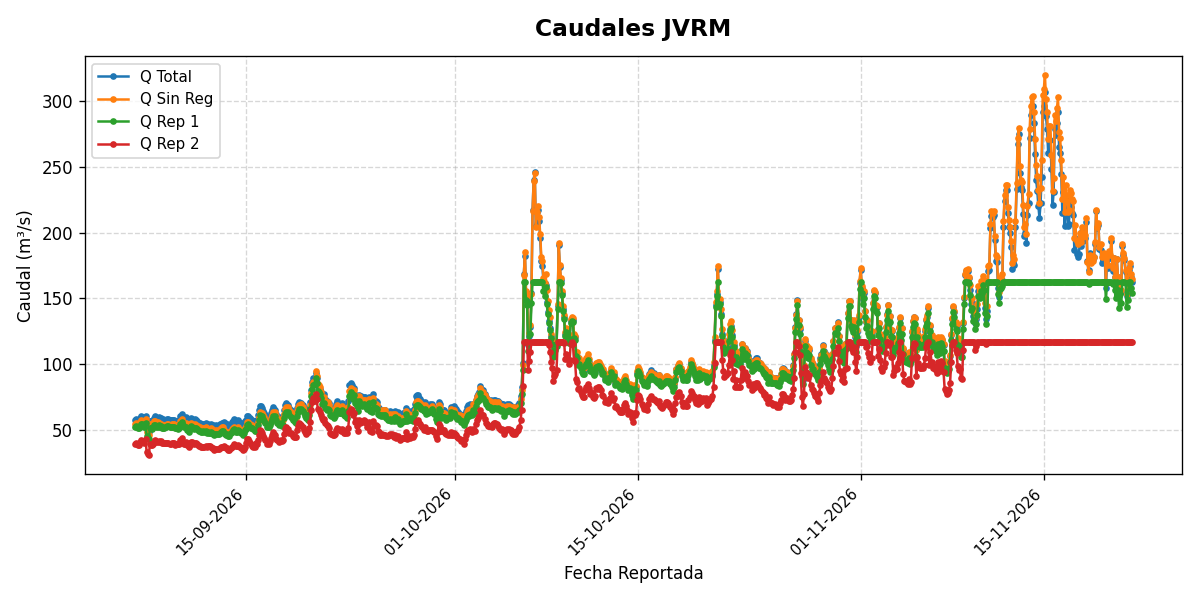 Caudales JVRM
Q Total
Q Sin Reg
Q Rep 1
Q Rep 2
Caudal (m³/s)
300
250
200
150
100
50
15-09-2026
01-10-2026
15-10-2026
01-11-2026
15-11-2026
Fecha Reportada